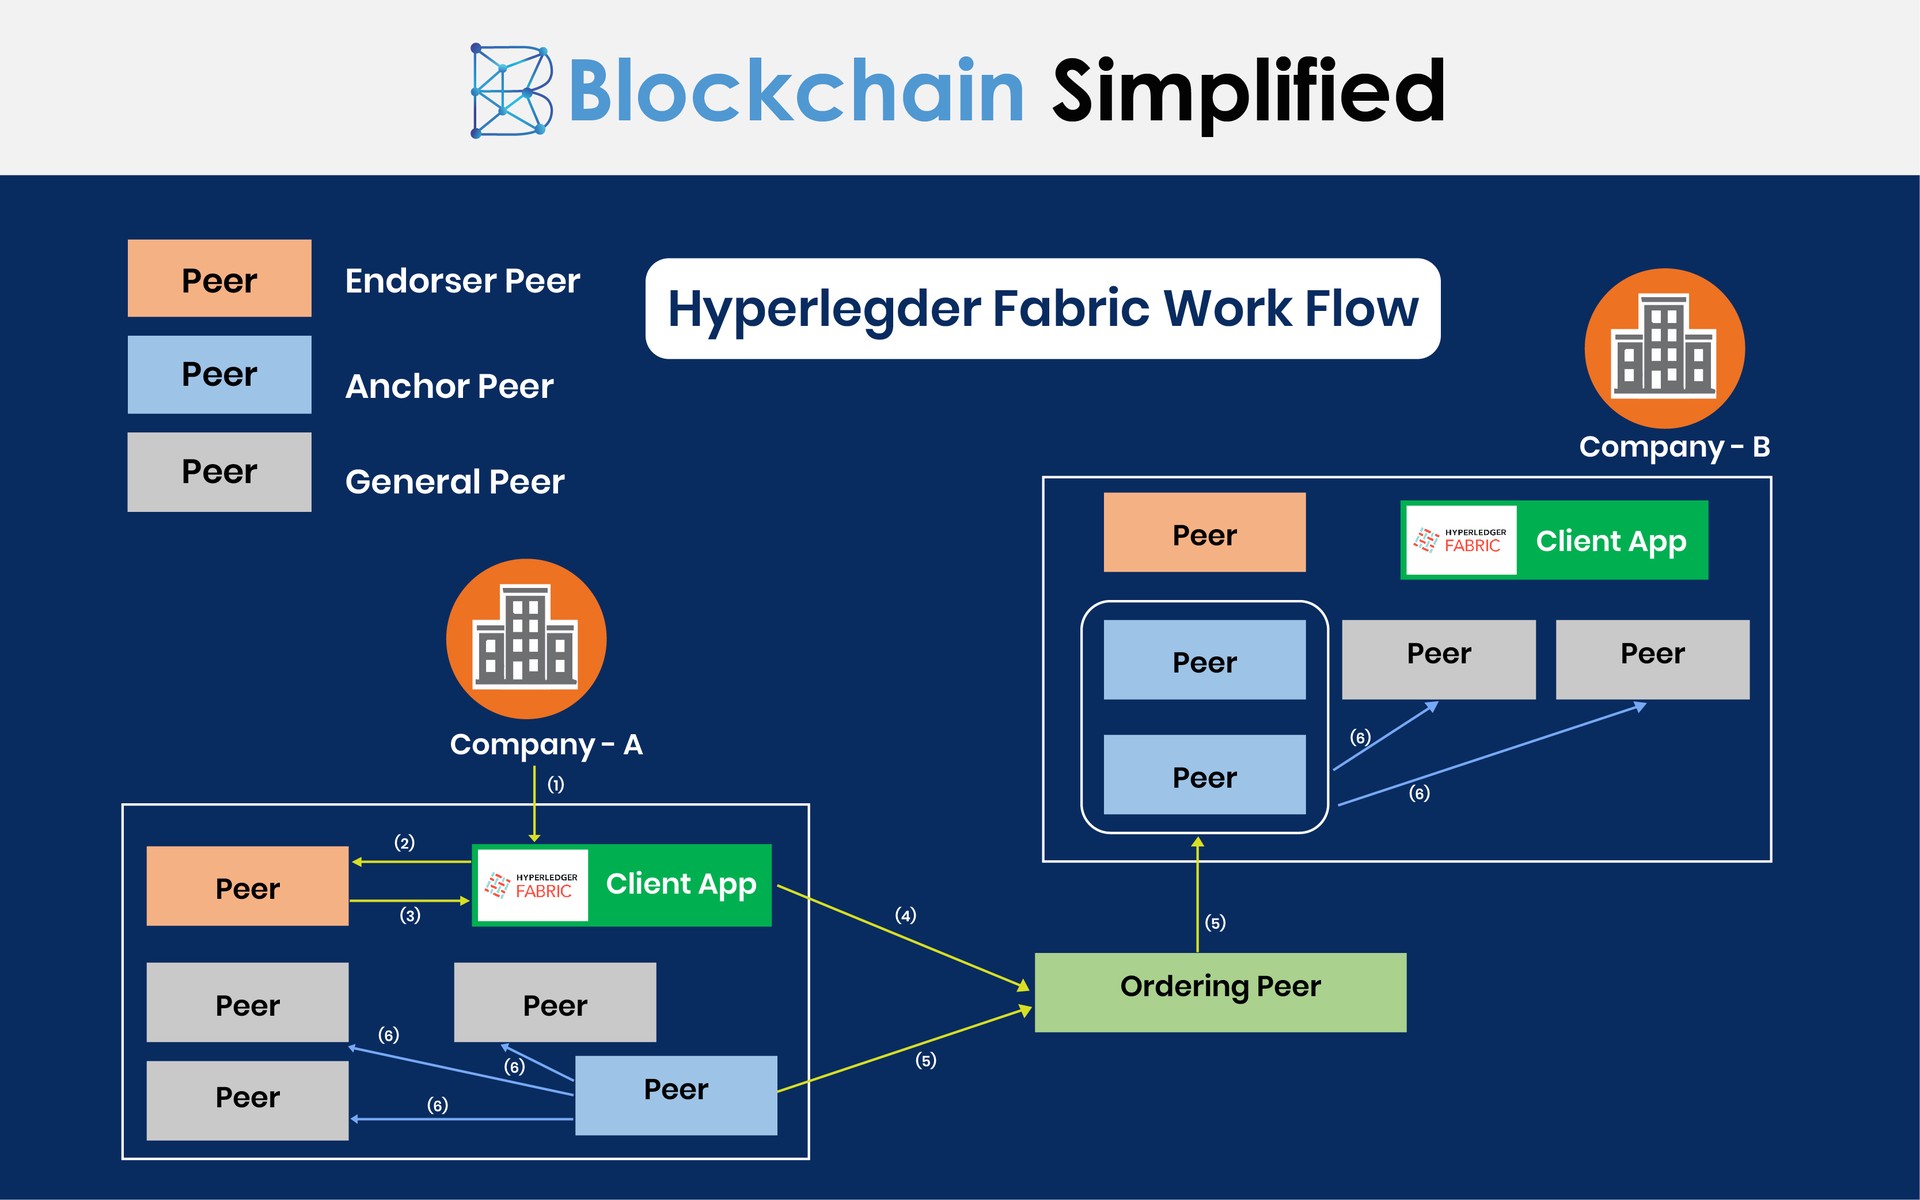 Blockchain Simplified
Peer
Endorser Peer
Hyperlegder Fabric Work Flow
Peer
Anchor Peer
Peer
General Peer
Company - B
Peer
HYPERLEDGER
FABRIC
Client App
Peer
Peer
Peer
Peer
(6)
(6)
Company - A
(1)
(2)
Peer
(3)
HYPERLEDGER
FABRIC
Client App
(4)
(5)
Ordering Peer
Peer
Peer
(6)
(6)
(5)
Peer
(6)
Peer